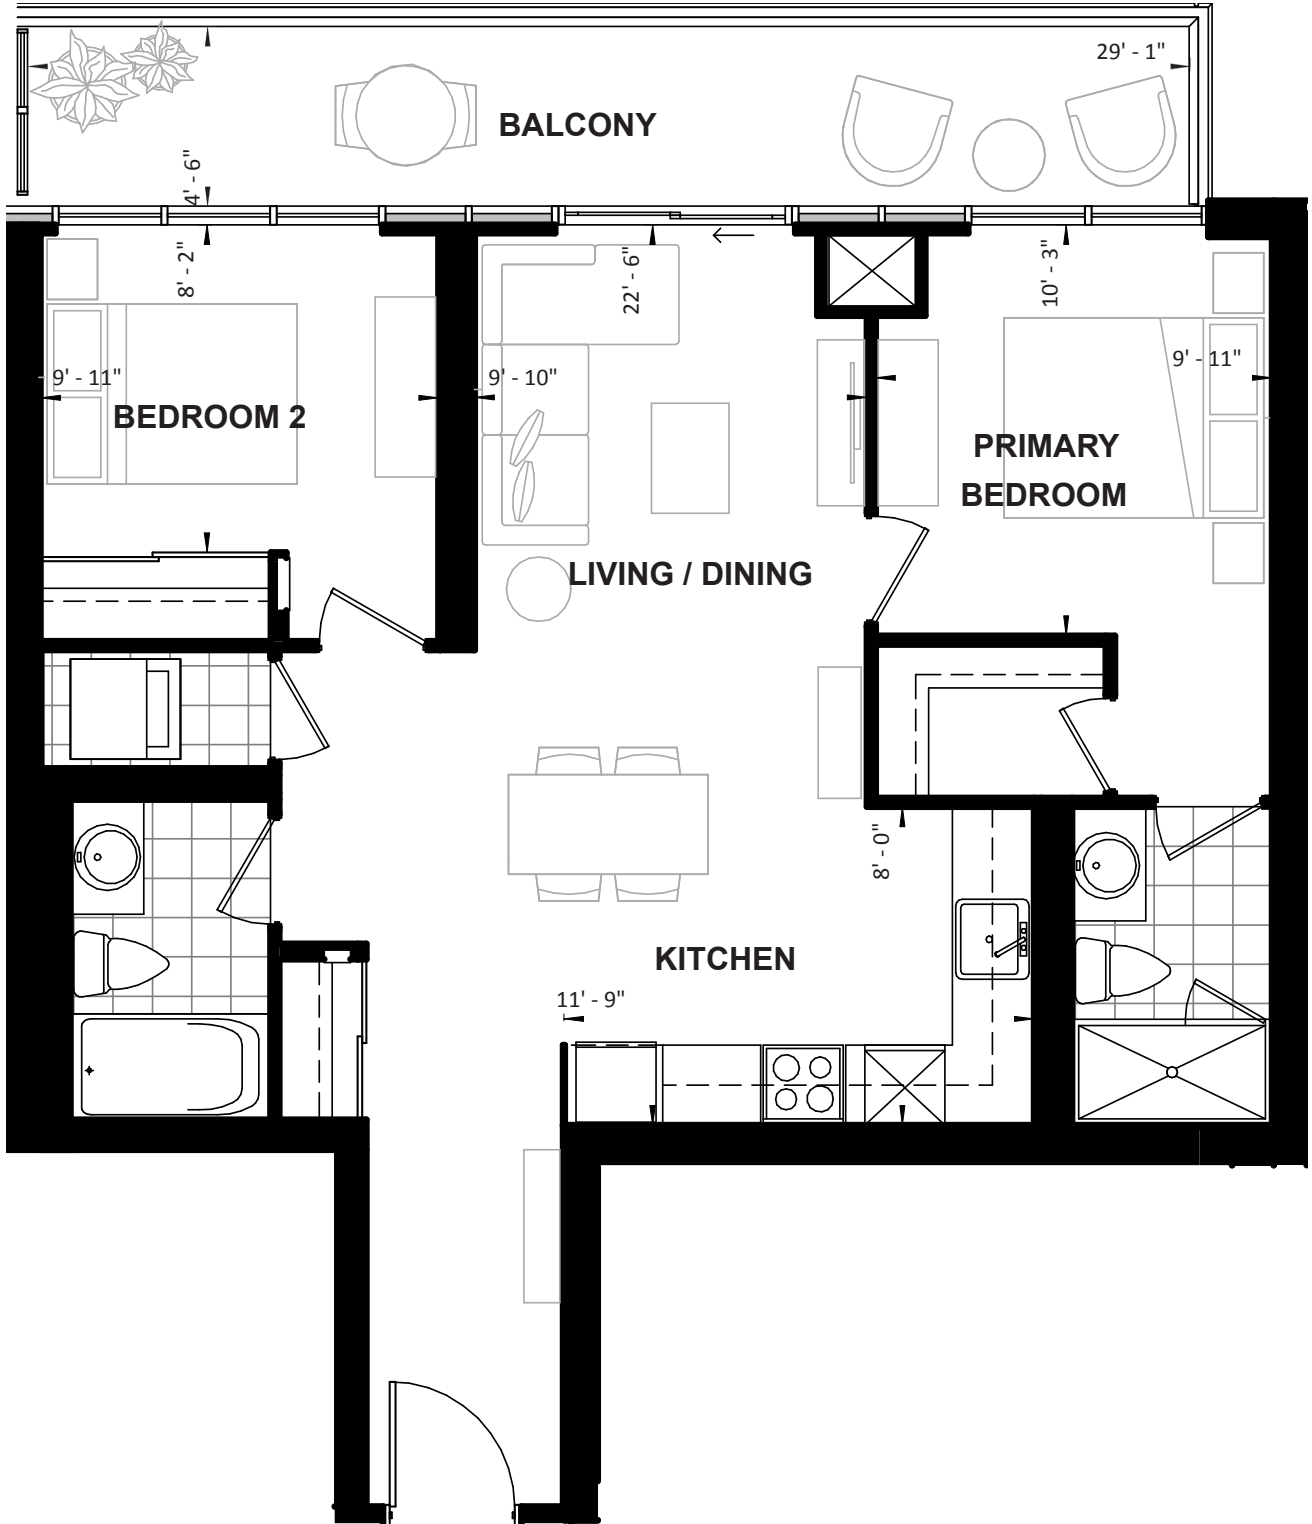 29' - 1"
BALCONY
4' - 6"
8' - 2"
22' - 6"
10' - 3"
9' - 11"
9' - 10"
9' - 11"
BEDROOM 2
PRIMARY
BEDROOM
LIVING / DINING
8' - 0"
KITCHEN
11' - 9"